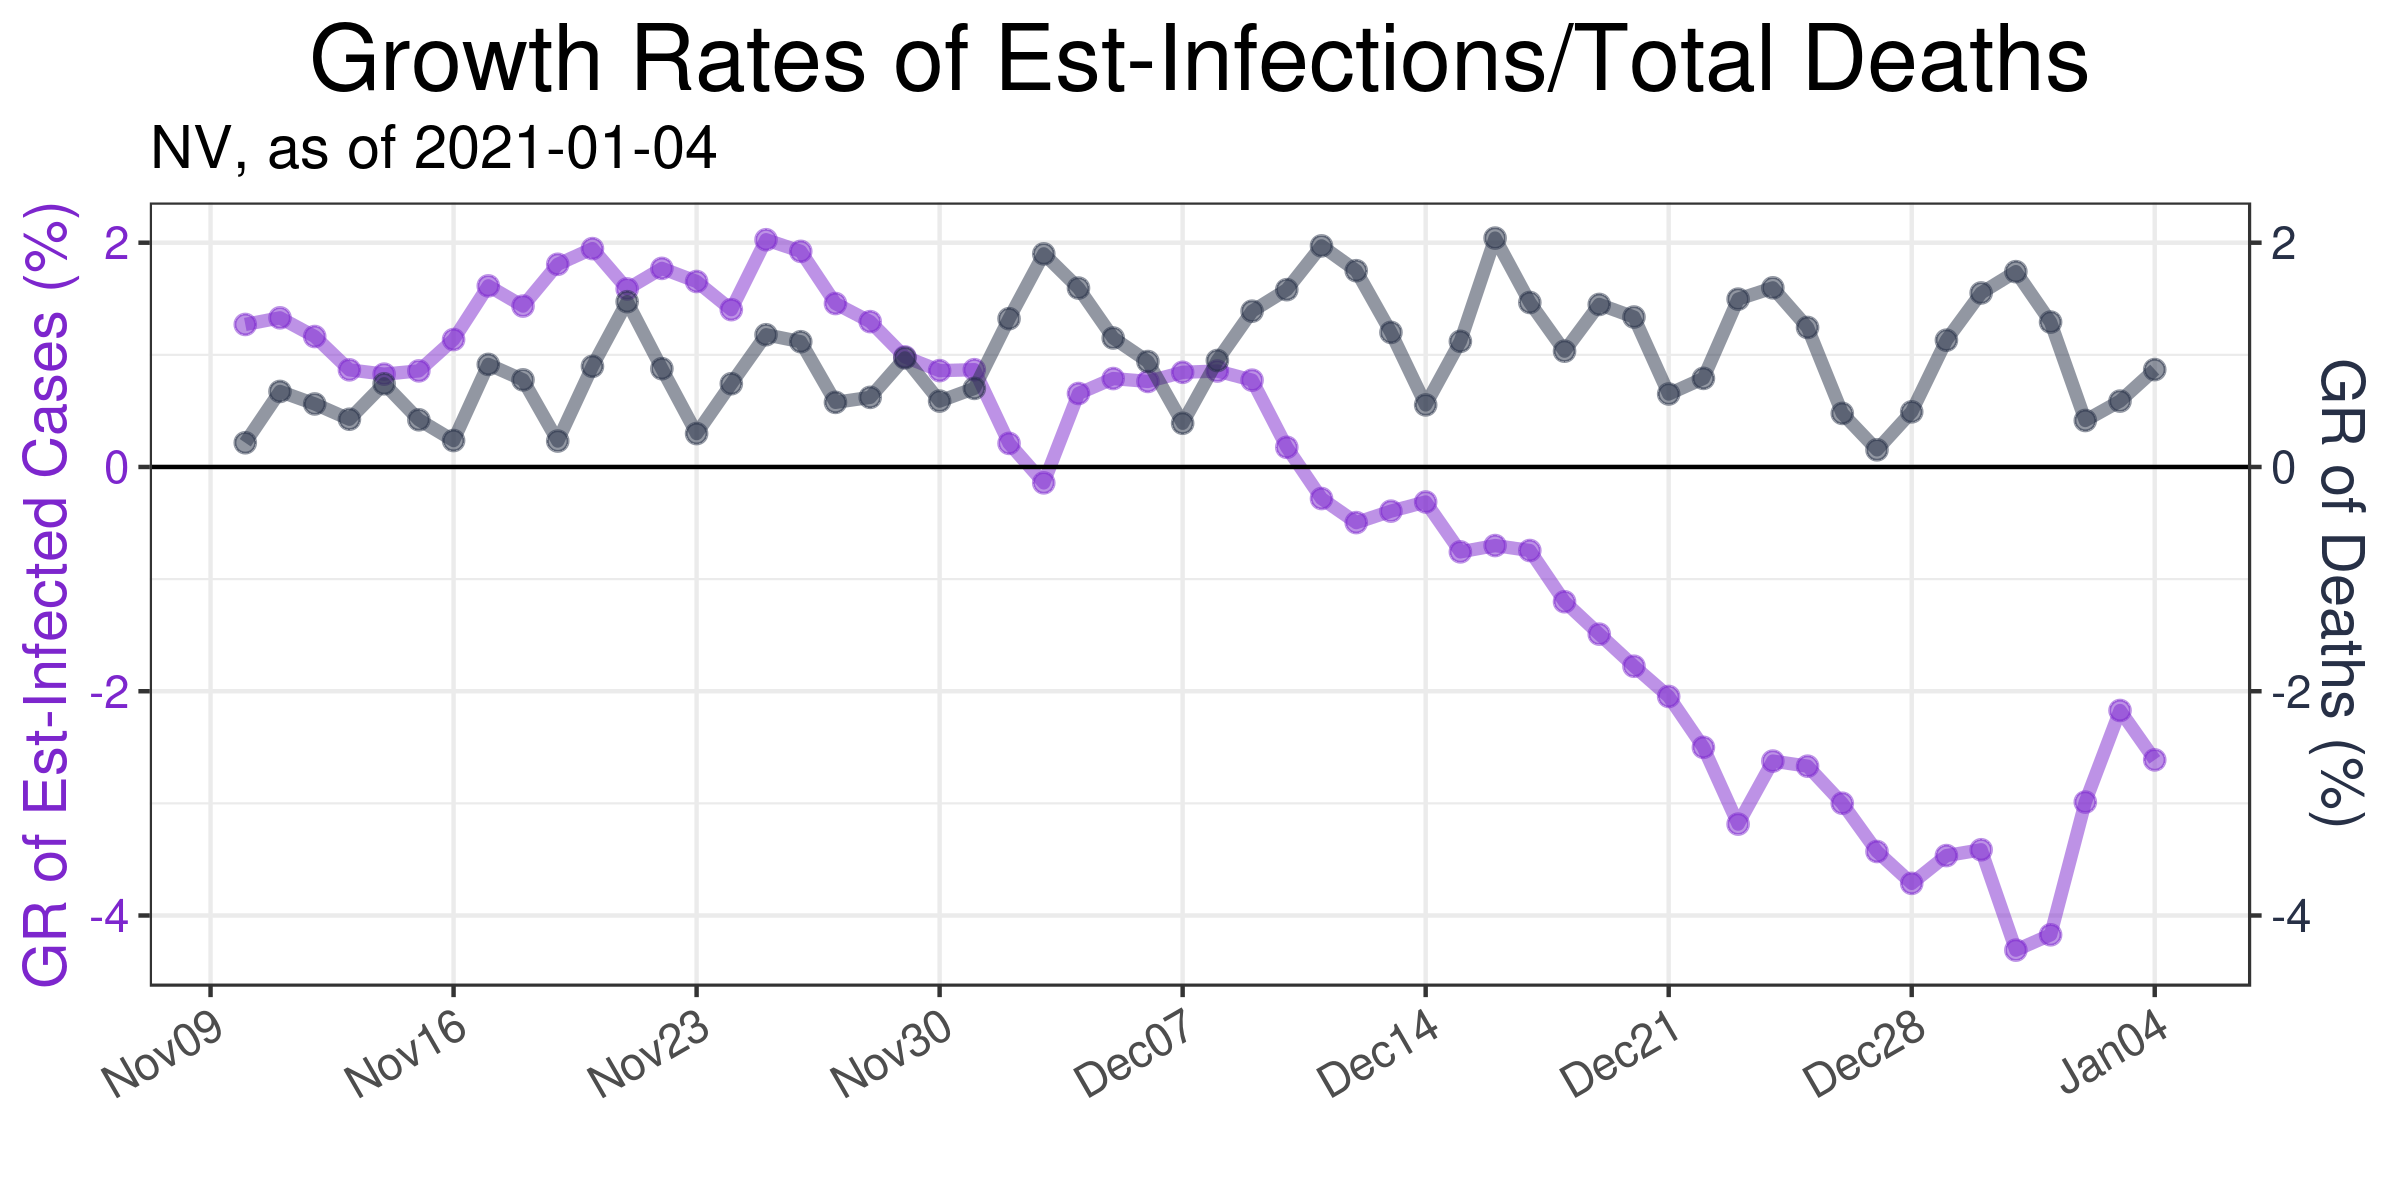 Growth Rates of Est-Infections/Total Deaths
NV, as of 2021-01-04
GR of Est-Infected Cases (%)
2
0
-2
-4
2
0
-2
-4
GR of Deaths (%)
Nov09
Nov16
Nov23
Nov30
Dec07
Dec14
Dec21
Dec28
Jan04